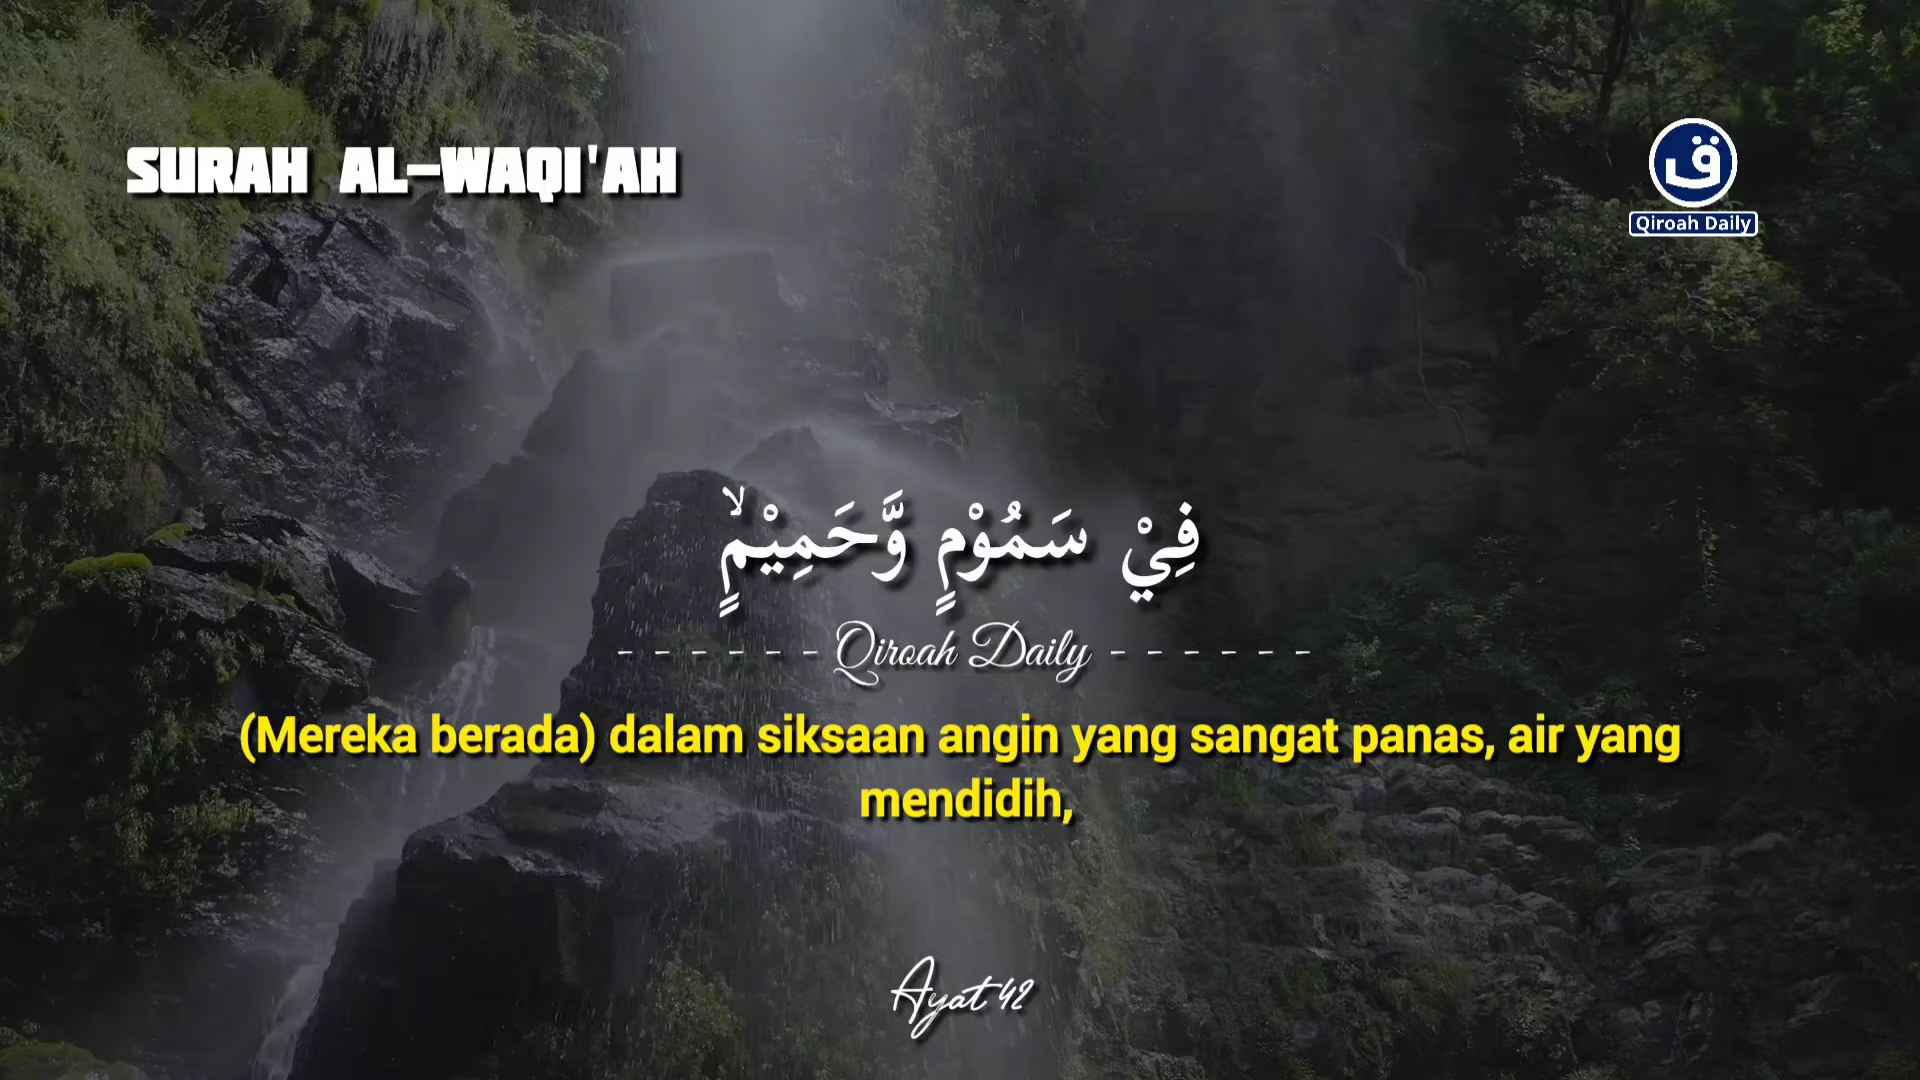 SURAH AL-WAQI'AH
ق
Qiroah Daily
فِيْ سَمُوْمٍ وَّحَمِيْمٍۙ
------ Qiroah Daily ------
(Mereka berada) dalam siksaan angin yang sangat panas, air yang
mendidih,
Ayat 42